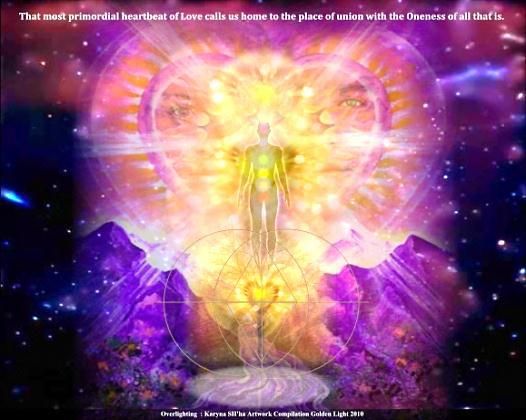 That most primordial heartbeat of Love calls us home to the place of union with the Oneness of all that is.
Overlighting : Karyna Sll'ha Artwork Compilation Golden Light 2010